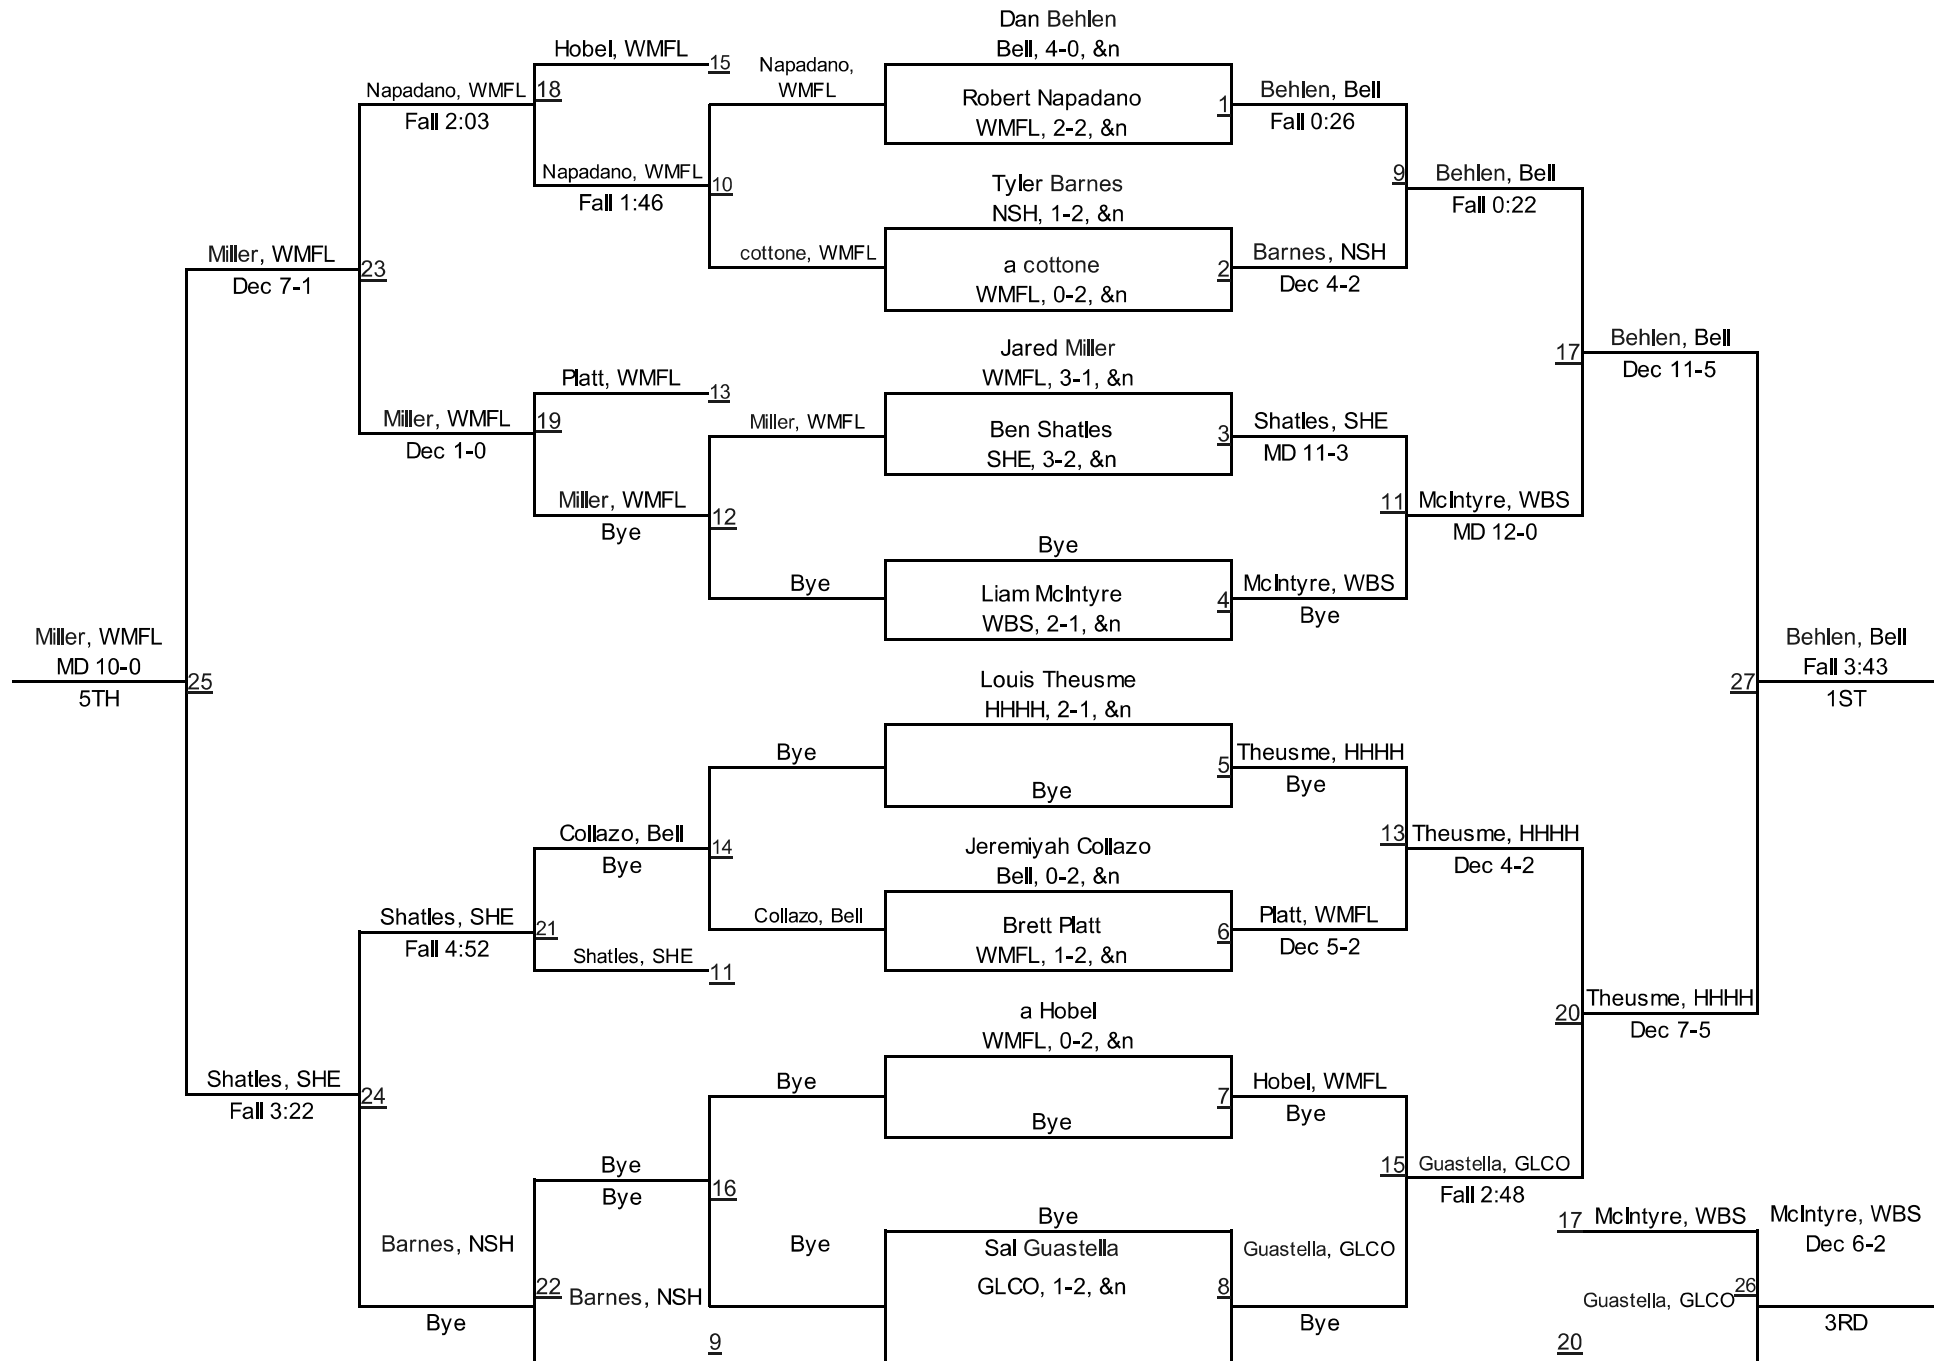 Dan Behlen
Bell, 4-0, &n
Hobel, WMFL
15
Napadano,
WMFL
Napadano, WMFL
18
Fall 2:03
Robert Napadano
WMFL, 2-2, &n
1
Behlen, Bell
Fall 0:26
Napadano, WMFL
10
Fall 1:46
Tyler Barnes
NSH, 1-2, &n
9
Behlen, Bell
Fall 0:22
Miller, WMFL
23
Dec 7-1
cottone, WMFL
a cottone
WMFL, 0-2, &n
2
Barnes, NSH
Dec 4-2
Jared Miller
WMFL, 3-1, &n
17
Behlen, Bell
Dec 11-5
Platt, WMFL
13
Miller, WMFL
19
Dec 1-0
Miller, WMFL
Ben Shatles
SHE, 3-2, &n
3
Shatles, SHE
MD 11-3
Miller, WMFL
12
Bye
11
McIntyre, WBS
MD 12-0
Bye
Bye
Liam McIntyre
WBS, 2-1, &n
4
McIntyre, WBS
Bye
Miller, WMFL
MD 10-0
25
5TH
Louis Theusme
HHHH, 2-1, &n
27
Behlen, Bell
Fall 3:43
1ST
Bye
Bye
5
Theusme, HHHH
Bye
Collazo, Bell
14
Bye
Jeremiyah Collazo
Bell, 0-2, &n
13
Theusme, HHHH
Dec 4-2
Shatles, SHE
21
Fall 4:52
Collazo, Bell
Brett Platt
WMFL, 1-2, &n
6
Platt, WMFL
Dec 5-2
Shatles, SHE
11
a Hobel
WMFL, 0-2, &n
20
Theusme, HHHH
Dec 7-5
Shatles, SHE
24
Fall 3:22
Bye
Bye
7
Hobel, WMFL
Bye
Bye
16
Bye
15
Guastella, GLCO
Fall 2:48
Barnes, NSH
22
Bye
Barnes, NSH
9
Bye
Bye
Sal Guastella
GLCO, 1-2, &n
8
Guastella, GLCO
Bye
17
McIntyre, WBS
McIntyre, WBS
Dec 6-2
Guastella, GLCO
26
3RD
20